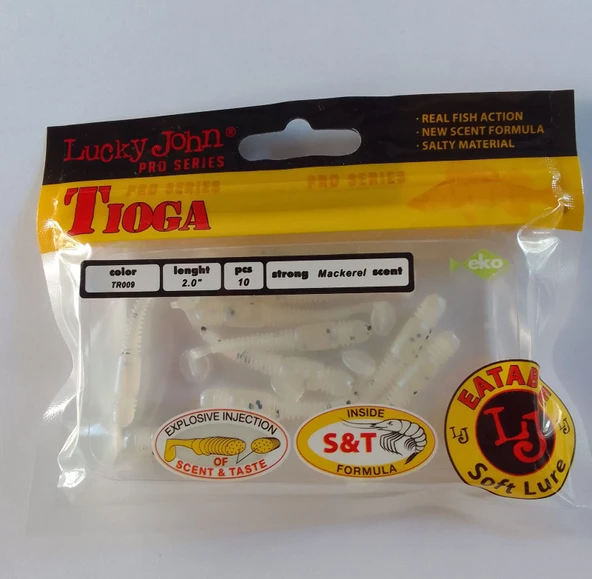 Lucky John®
PRO SERIES
· REAL FISH ACTION
· NEW SCENT FORMULA
· SALTY MATERIAL
PRO SERIES
PRO SERIES
TIOGA
color
TR009
lenght
2.0"
pcs
10
strong Mackerel scent
eko
EXPLOSIVE INJECTION
OF
SCENT & TASTE
INSIDE
S&T
FORMULA
LJ
LJ
LJ
Soft Lure